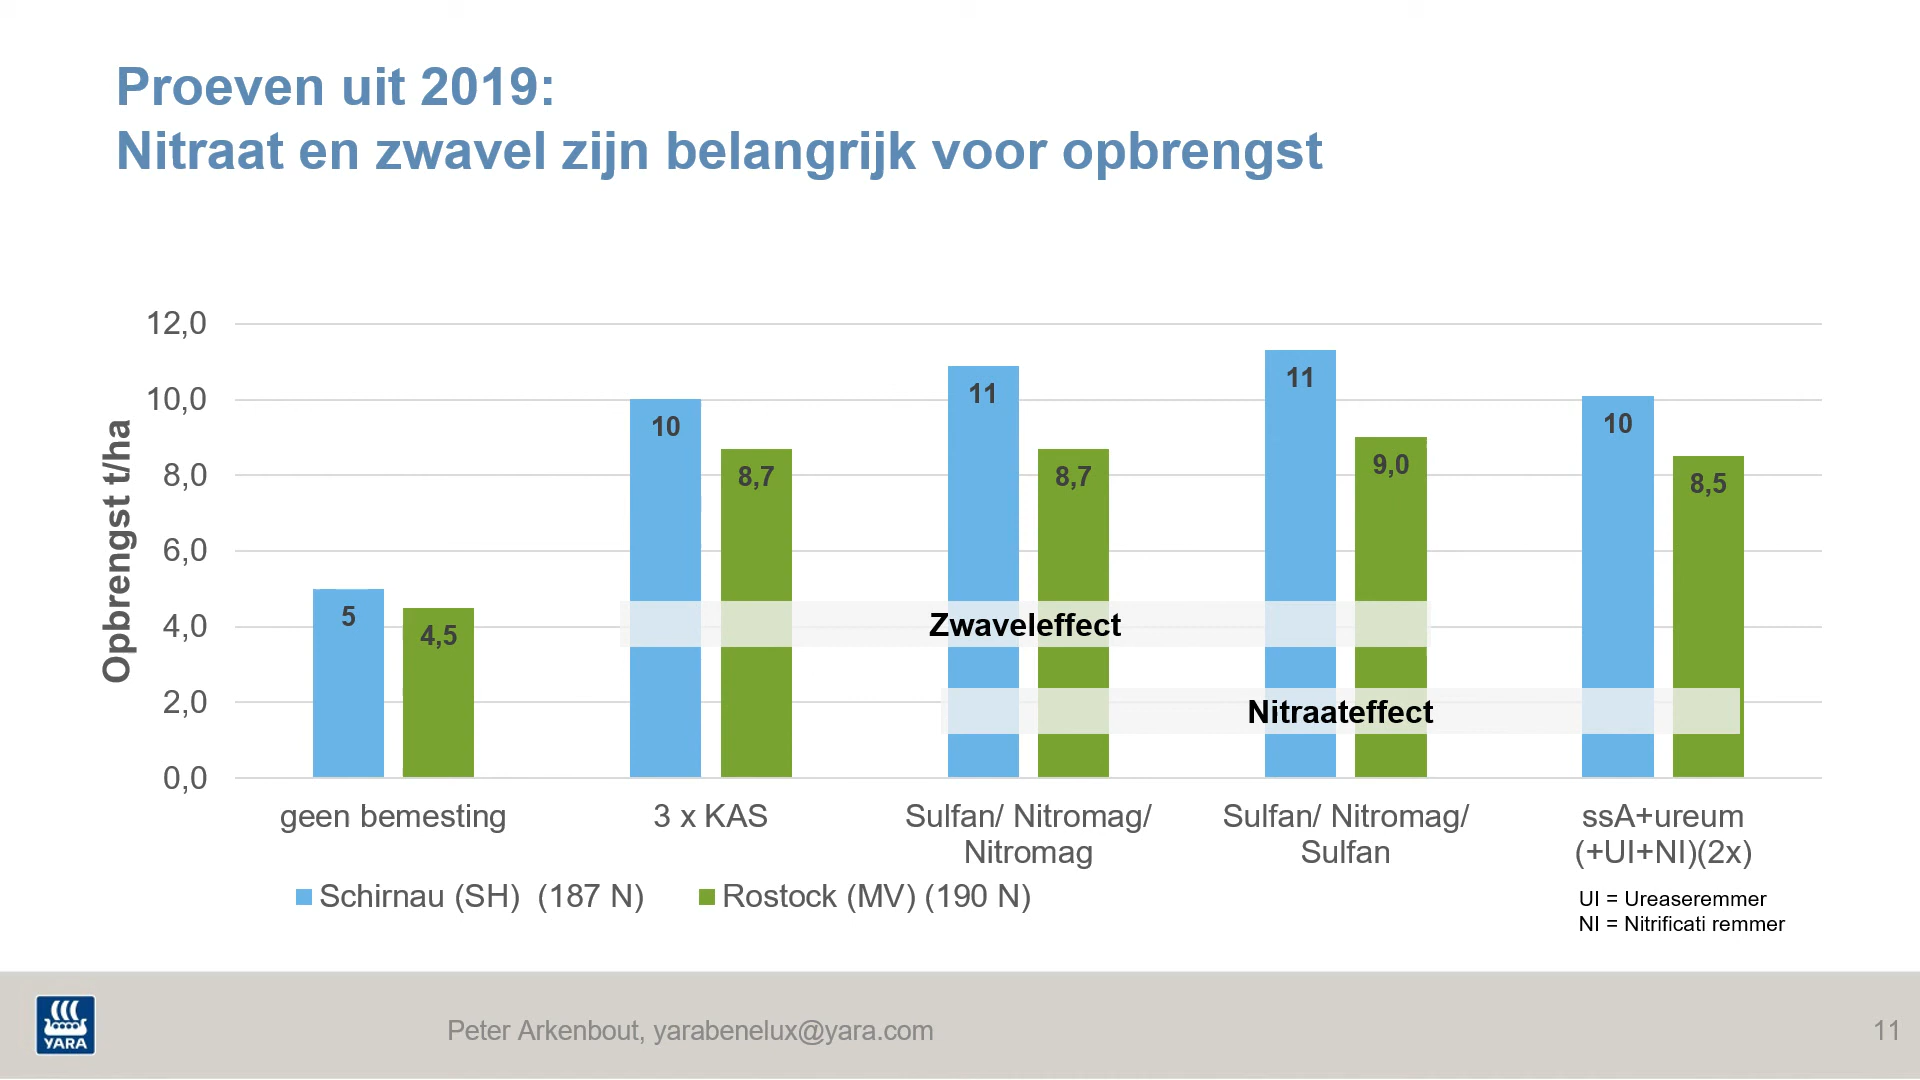 Proeven uit 2019:
Nitraat en zwavel zijn belangrijk voor opbrengst
Opbrengst t/ha
12,0
10,0
8,0
6,0
4,0
2,0
0,0
5
4,5
10
8,7
11
8,7
11
9,0
10
8,5
Zwaveleffect
Nitraateffect
geen bemesting
3 x KAS
Sulfan/ Nitromag/
Nitromag
Sulfan/ Nitromag/
Sulfan
ssA+ureum
(+UI+NI)(2x)
Schirnau (SH) (187 N)
Rostock (MV) (190 N)
UI = Ureaseremmer
NI = Nitrificati remmer
YARA
Peter Arkenbout, yarabenelux@yara.com
11